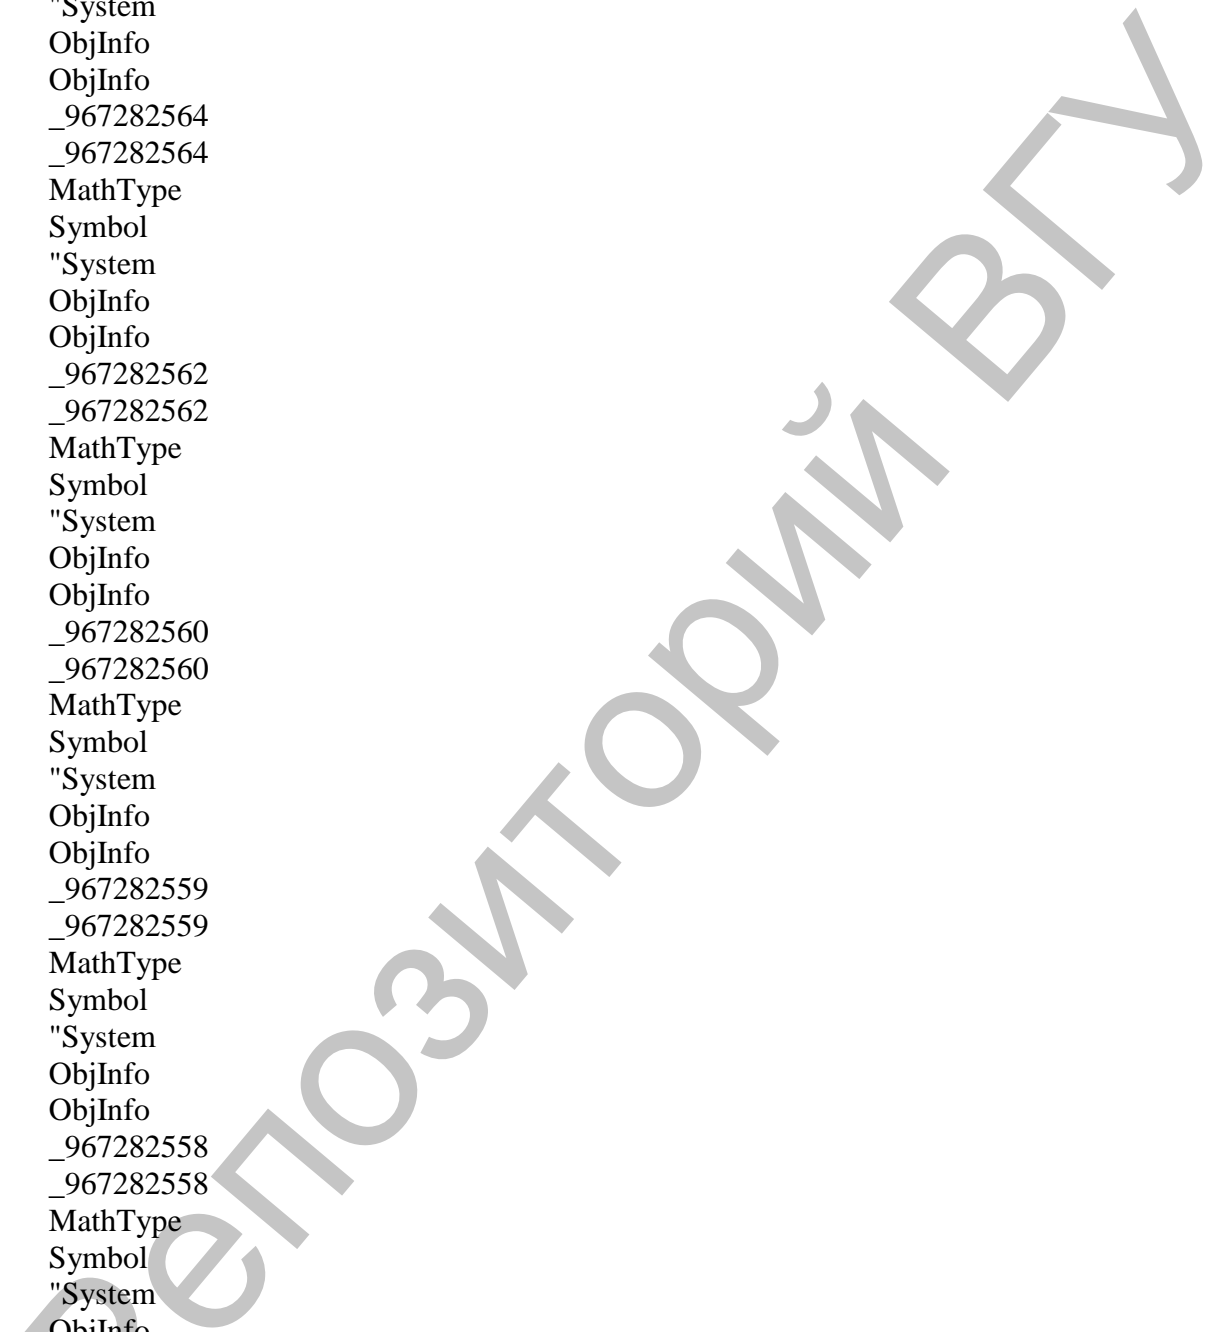 "System
ObjInfo
ObjInfo
_967282564
_967282564
MathType
Symbol
"System
ObjInfo
ObjInfo
_967282562
_967282562
MathType
Symbol
"System
ObjInfo
ObjInfo
_967282560
_967282560
MathType
Symbol
"System
ObjInfo
ObjInfo
_967282559
_967282559
MathType
Symbol
"System
ObjInfo
ObjInfo
_967282558
_967282558
MathType
Symbol
"System
ObjInfo
Репозиторий ВГУ